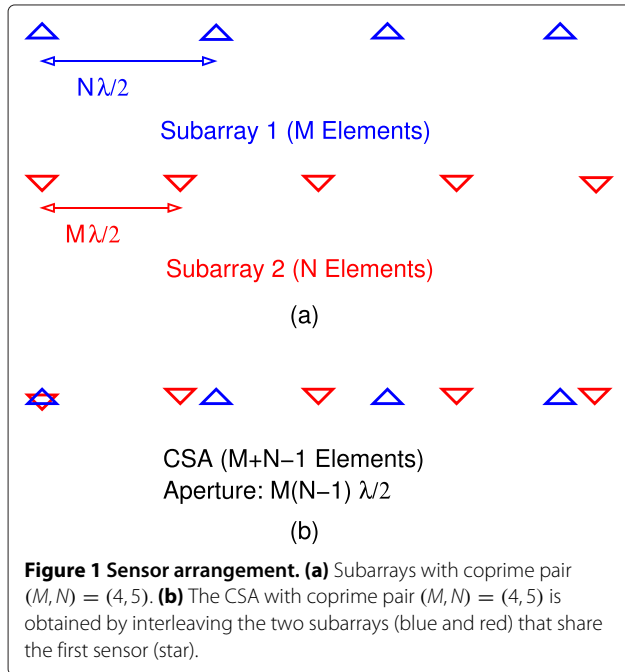 Nλ/2
Subarray 1 (M Elements)
Mλ/2
Subarray 2 (N Elements)
(a)
CSA (M+N−1 Elements)
Aperture: M(N−1) λ/2
(b)
Figure 1 Sensor arrangement. (a) Subarrays with coprime pair
(M, N) = (4, 5). (b) The CSA with coprime pair (M, N) = (4, 5) is
obtained by interleaving the two subarrays (blue and red) that share
the first sensor (star).